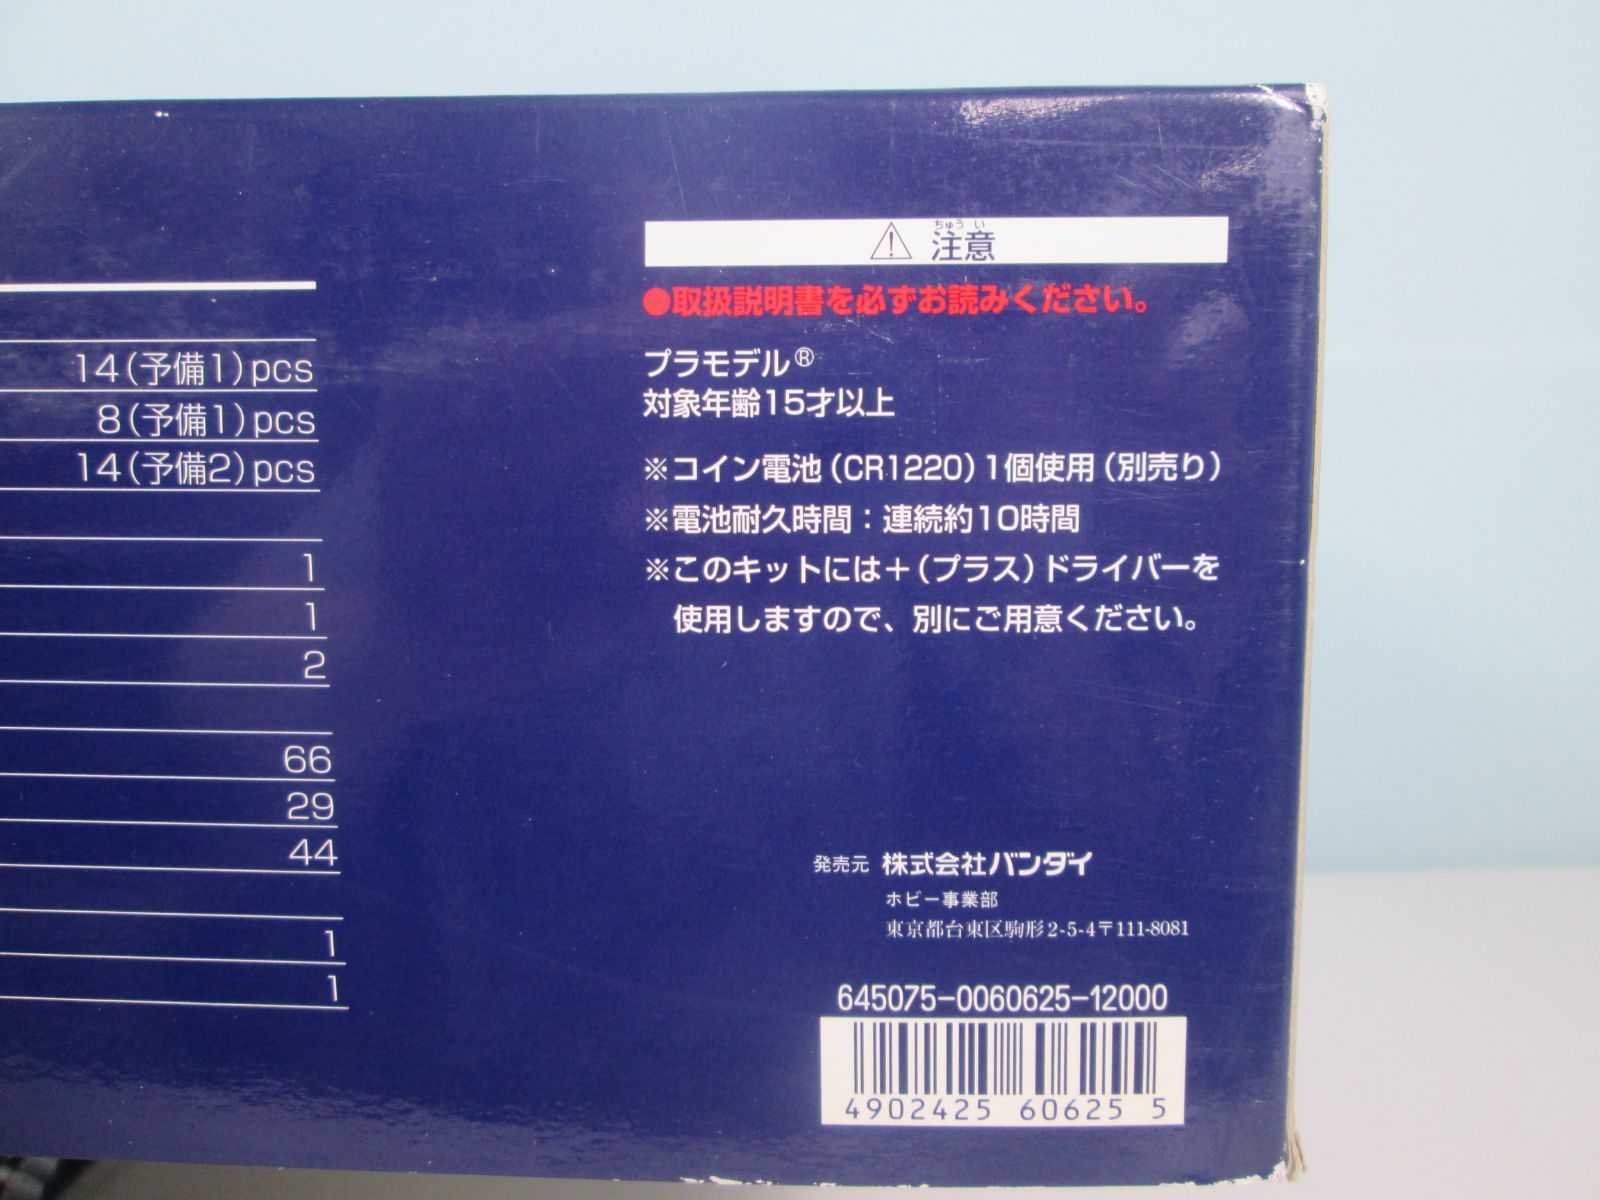 14(予備1)pcs
8(予備1)pcs
14(予備2)pcs
1
1
2
66
29
44
1
1
ちゅうい
注意
●取扱説明書を必ずお読みください。
プラモデル®
対象年齢15才以上
※コイン電池(CR1220)1個使用(別売り)
※電池耐久時間:連続約10時間
※このキットには+(プラス)ドライバーを
使用しますので、別にご用意ください。
発売元 株式会社バンダイ
ホビー事業部
東京都台東区駒形2-5-4〒111-8081
645075-0060625-12000
4902425 60625 5